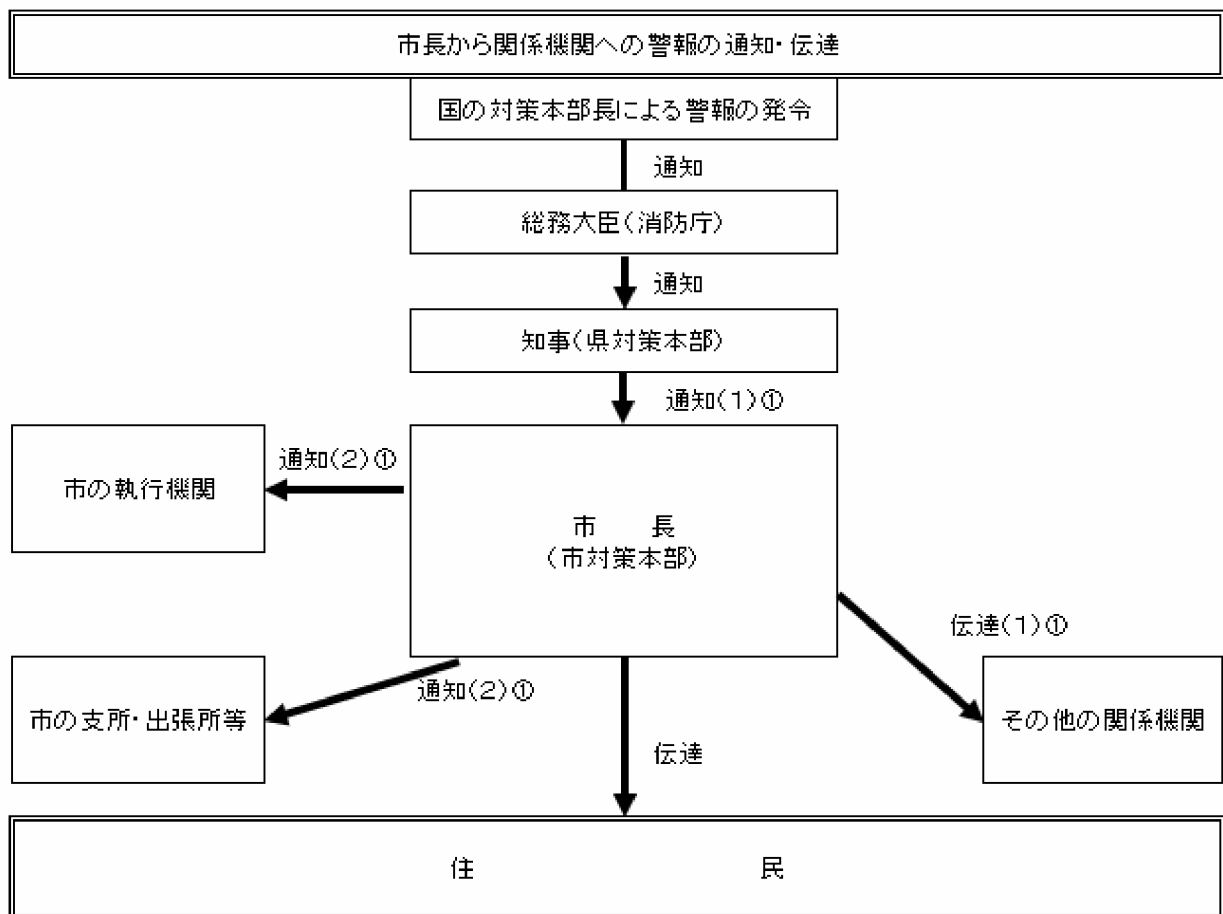 市長から関係機関への警報の通知・伝達
国の対策本部長による警報の発令
通知
総務大臣(消防庁)
通知
知事(県対策本部)
通知(1)①
通知(2)①
市の執行機関
市　　長
(市対策本部)
伝達(1)①
通知(2)①
市の支所・出張所等
その他の関係機関
伝達
住　　　　民